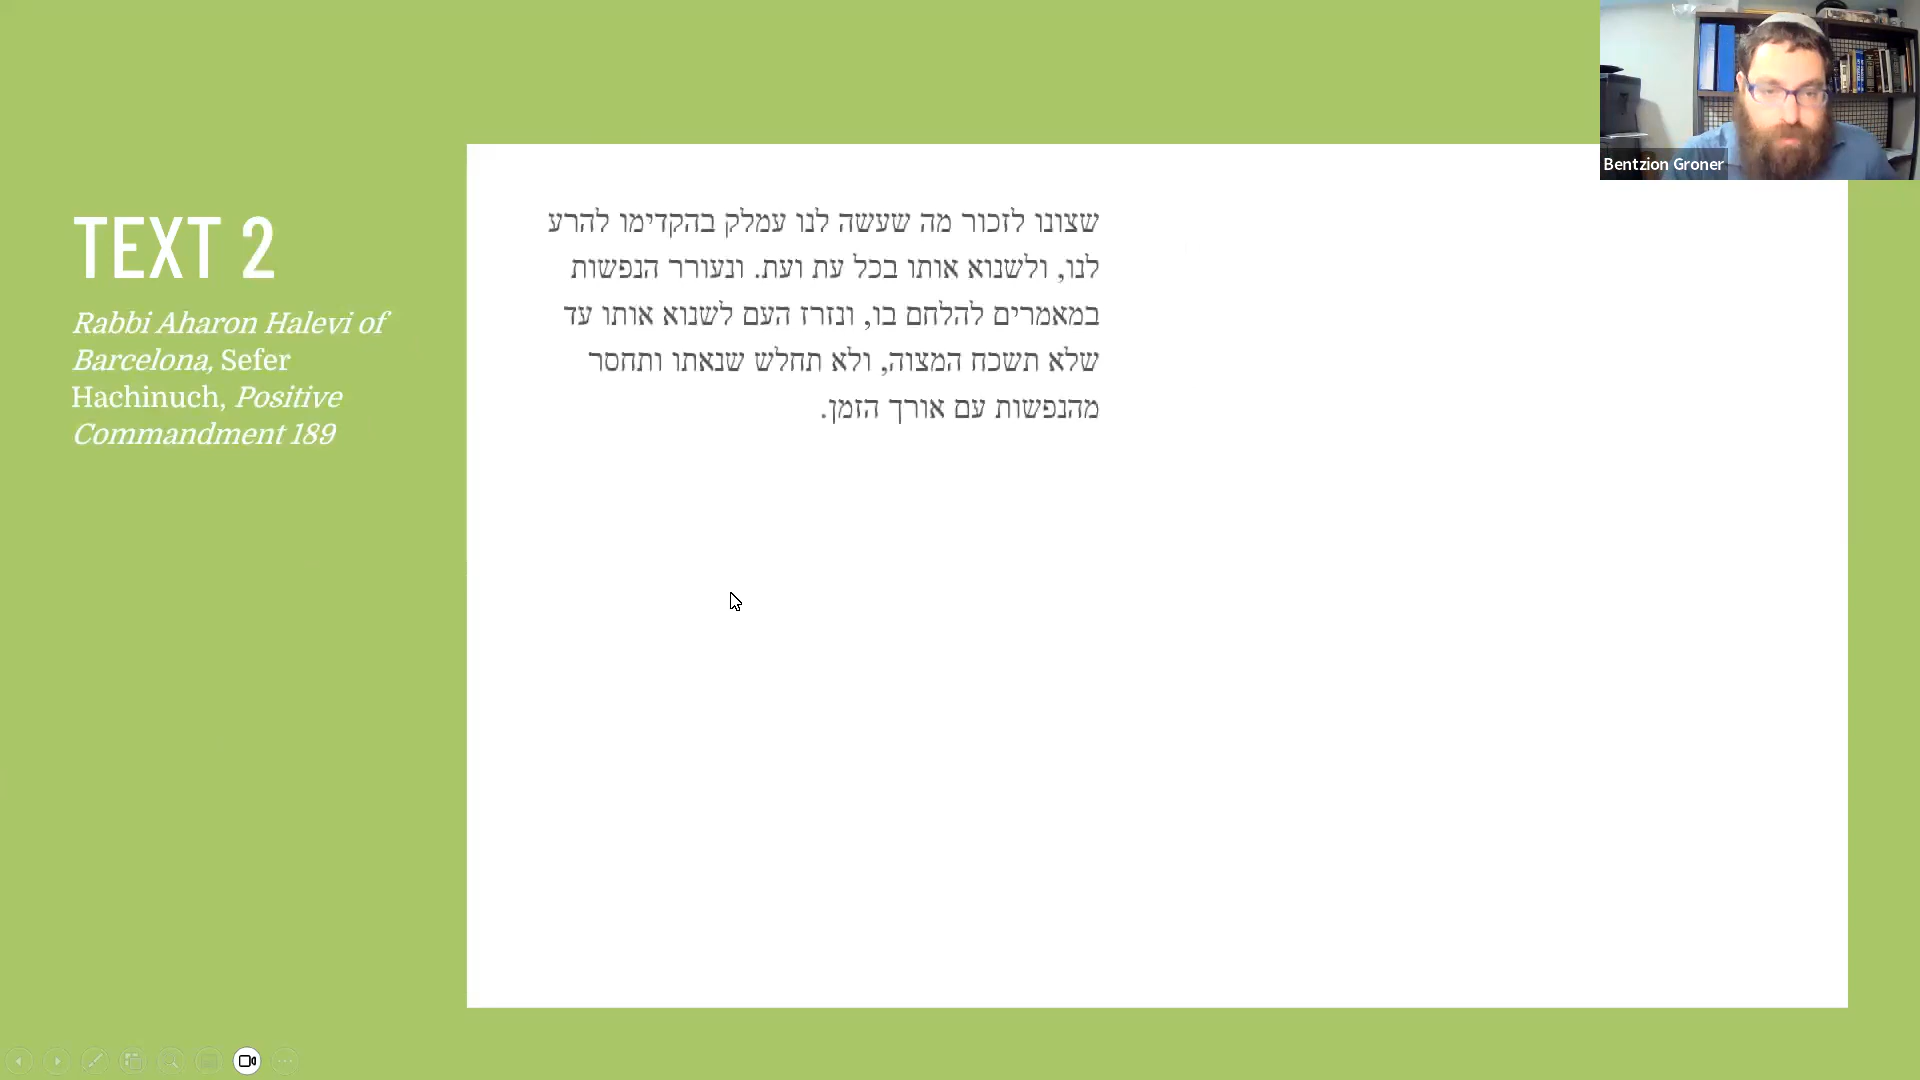 TEXT 2
Rabbi Aharon Halevi of
Barcelona, Sefer
Hachinuch, Positive
Commandment 189
שצונו לזכור מה שעשה לנו עמלק בהקדימו להרע
לנו, ולשנוא אותו בכל עת ועת. ונעורר הנפשות
במאמרים להלחם בו, ונזרז העם לשנוא אותו עד
שלא תשכח המצוה, ולא תחלש שנאתו ותחסר
מהנפשות עם אורך הזמן.
Bentzion Groner